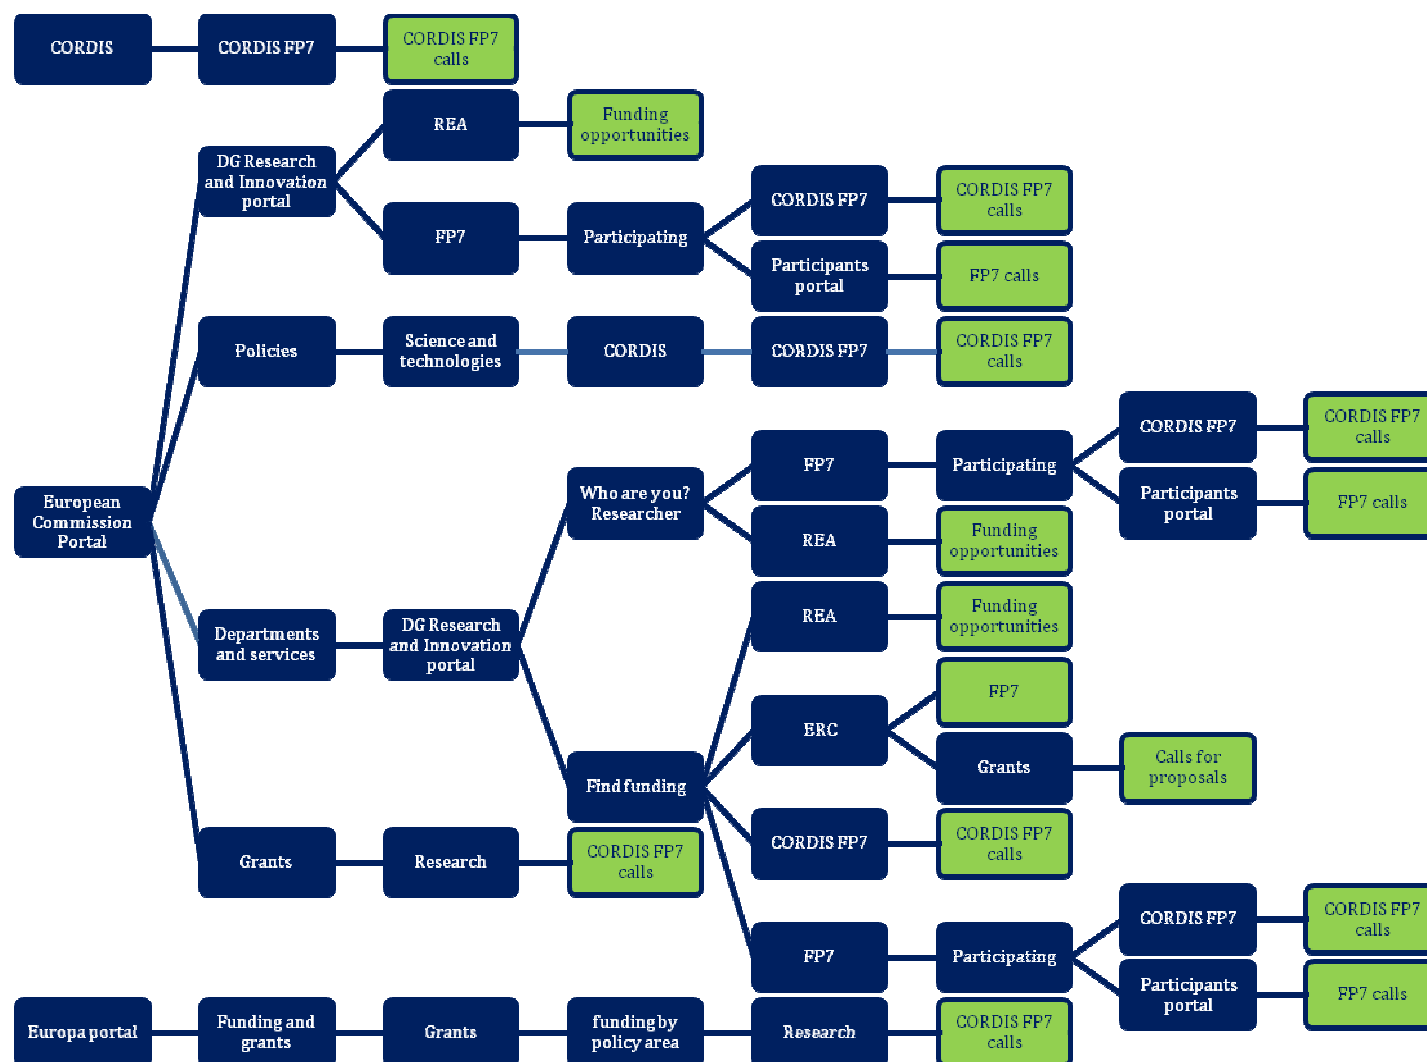 CORDIS
CORDIS FP7
CORDIS FP7
calls
REA
Funding
opportunities
DG Research
and Innovation
portal
FP7
Participating
CORDIS FP7
CORDIS FP7
calls
Participants
portal
FP7 calls
Policies
Science and
technologies
CORDIS
CORDIS FP7
CORDIS FP7
calls
European
Commission
Portal
Who are you?
Researcher
FP7
Participating
CORDIS FP7
CORDIS FP7
calls
Participants
portal
FP7 calls
REA
Funding
opportunities
Departments
and services
DG Research
and Innovation
portal
REA
Funding
opportunities
ERC
FP7
Grants
Calls for
proposals
Find funding
CORDIS FP7
CORDIS FP7
calls
Grants
Research
CORDIS FP7
calls
FP7
Participating
CORDIS FP7
CORDIS FP7
calls
Participants
portal
FP7 calls
Europa portal
Funding and
grants
Grants
funding by
policy area
Research
CORDIS FP7
calls